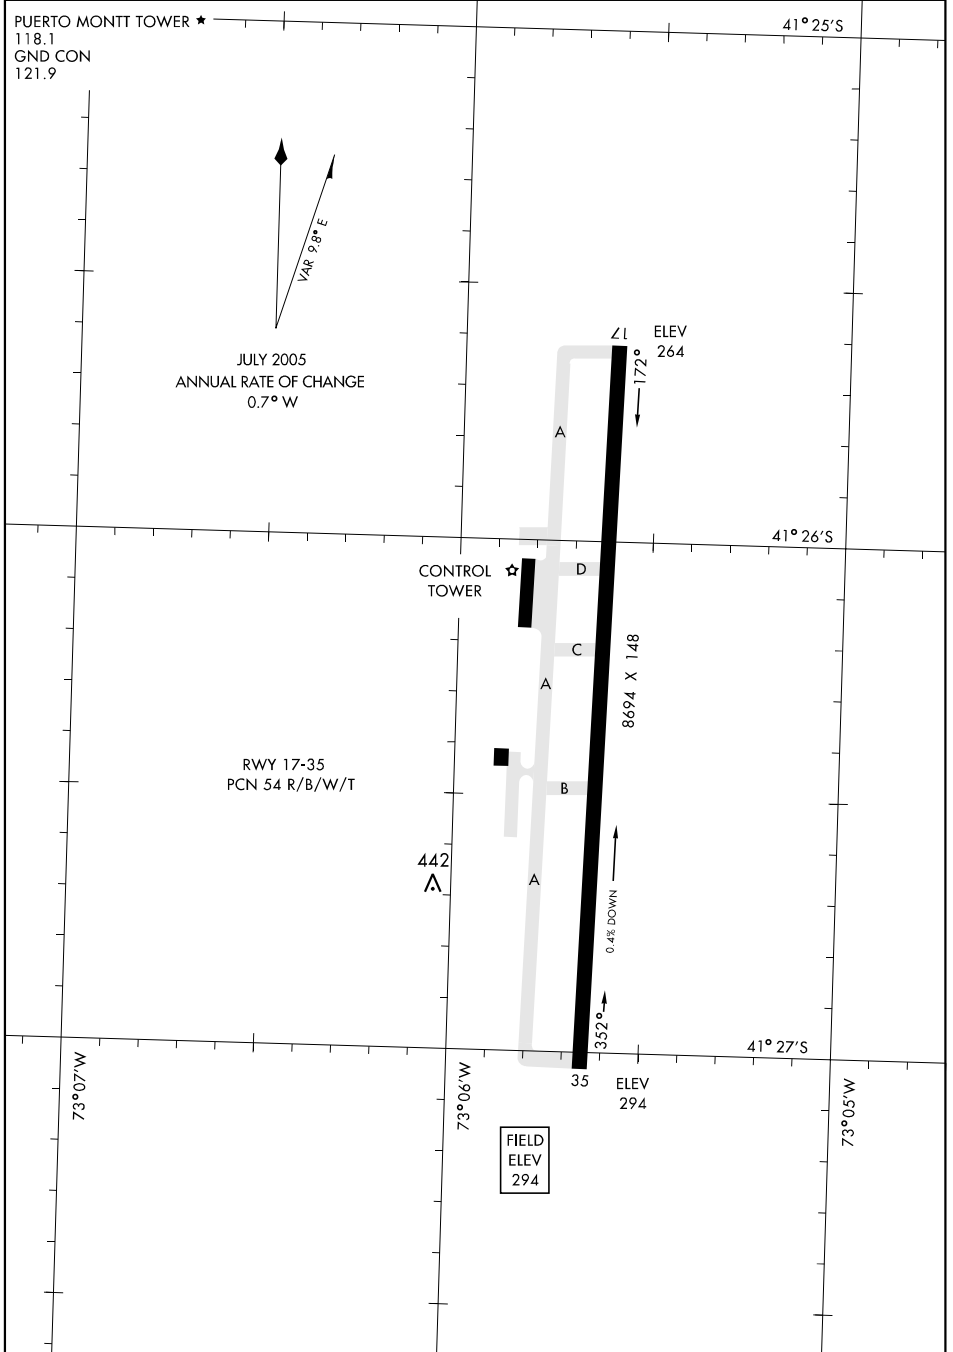 PUERTO MONTT TOWER ★
118.1
GND CON
121.9
41°25'S
VAR 9.8° E
JULY 2005
ANNUAL RATE OF CHANGE
0.7° W
17
ELEV
264
172°
A
41°26'S
CONTROL
TOWER
D
C
A
8694 X 148
RWY 17-35
PCN 54 R/B/W/T
B
442
A
0.4% DOWN
352°
41°27'S
73°07'W
73°06'W
73°05'W
35
ELEV
294
FIELD
ELEV
294